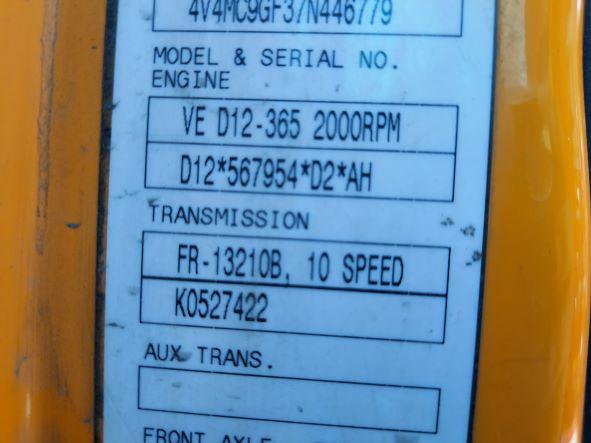 4V4MC9GF37N446779
MODEL & SERIAL NO.
ENGINE
VE D12-365 2000RPM
D12*567954*D2*AH
TRANSMISSION
FR-13210B, 10 SPEED
K0527422
AUX TRANS.
FRONT AXLE